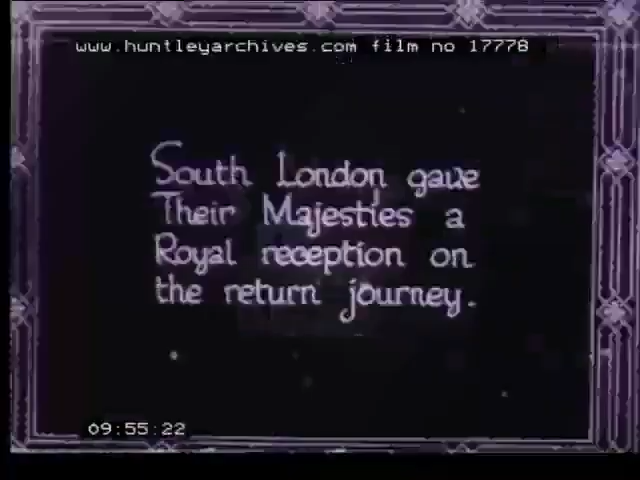 www.huntleyarchives.com film no 17778
South London gave
Their Majesties a
Royal reception on
the return journey.
09:55:22